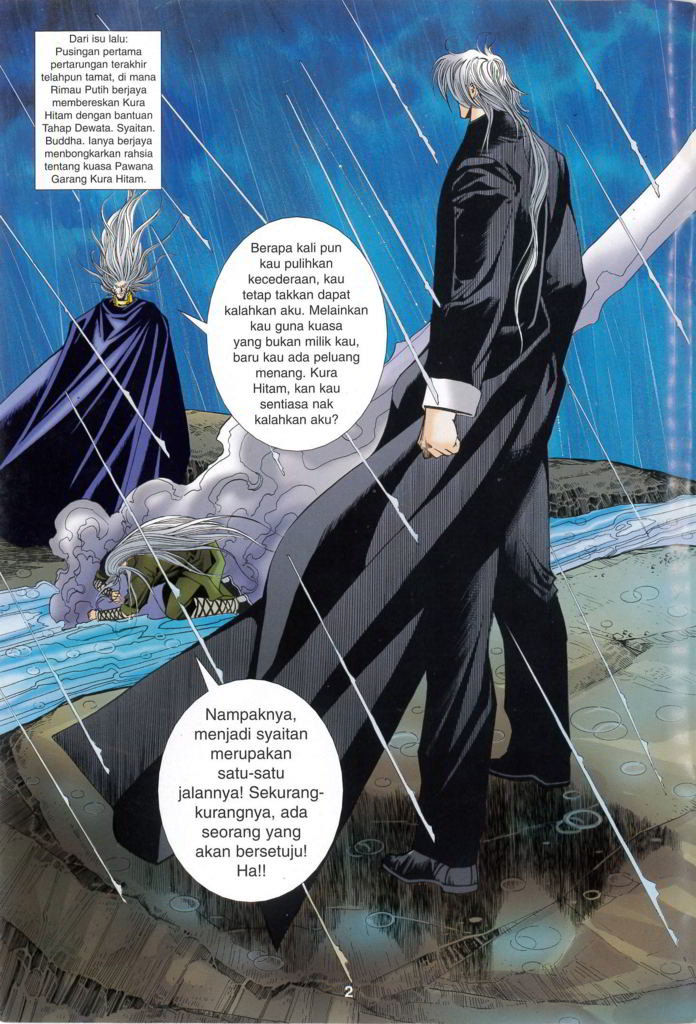 Dari isu lalu:
Pusingan pertama
pertarungan terakhir
telahpun tamat, di mana
Rimau Putih berjaya
membereskan Kura
Hitam dengan bantuan
Tahap Dewata. Syaitan.
Buddha. Ianya berjaya
menbongkarkan rahsia
tentang kuasa Pawana
Garang Kura Hitam.
Berapa kali pun
kau pulihkan
kecederaan, kau
tetap takkan dapat
kalahkan aku. Melainkan
kau guna kuasa
yang bukan milik kau,
baru kau ada peluang
menang. Kura
Hitam, kan kau
sentiasa nak
kalahkan aku?
Nampaknya,
menjadi syaitan
merupakan
satu-satu
jalannya! Sekurang-
kurangnya, ada
seorang yang
akan bersetuju!
Ha!!
2